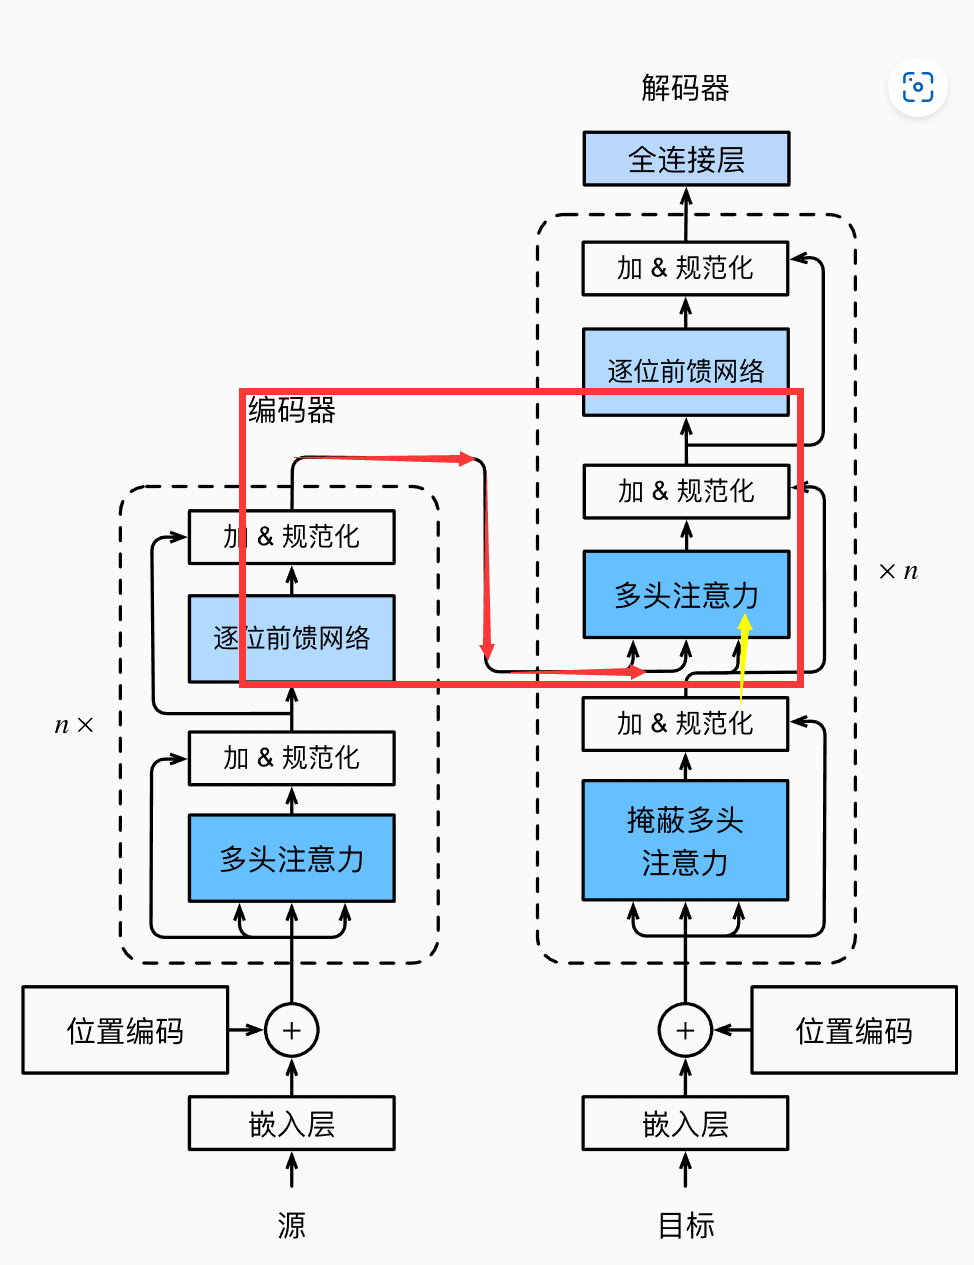 解码器
全连接层
加 & 规范化
逐位前馈网络
加 & 规范化
多头注意力
× n
加 & 规范化
掩蔽多头
注意力
位置编码
+
嵌入层
目标
编码器
加 & 规范化
逐位前馈网络
n ×
加 & 规范化
多头注意力
位置编码
+
嵌入层
源